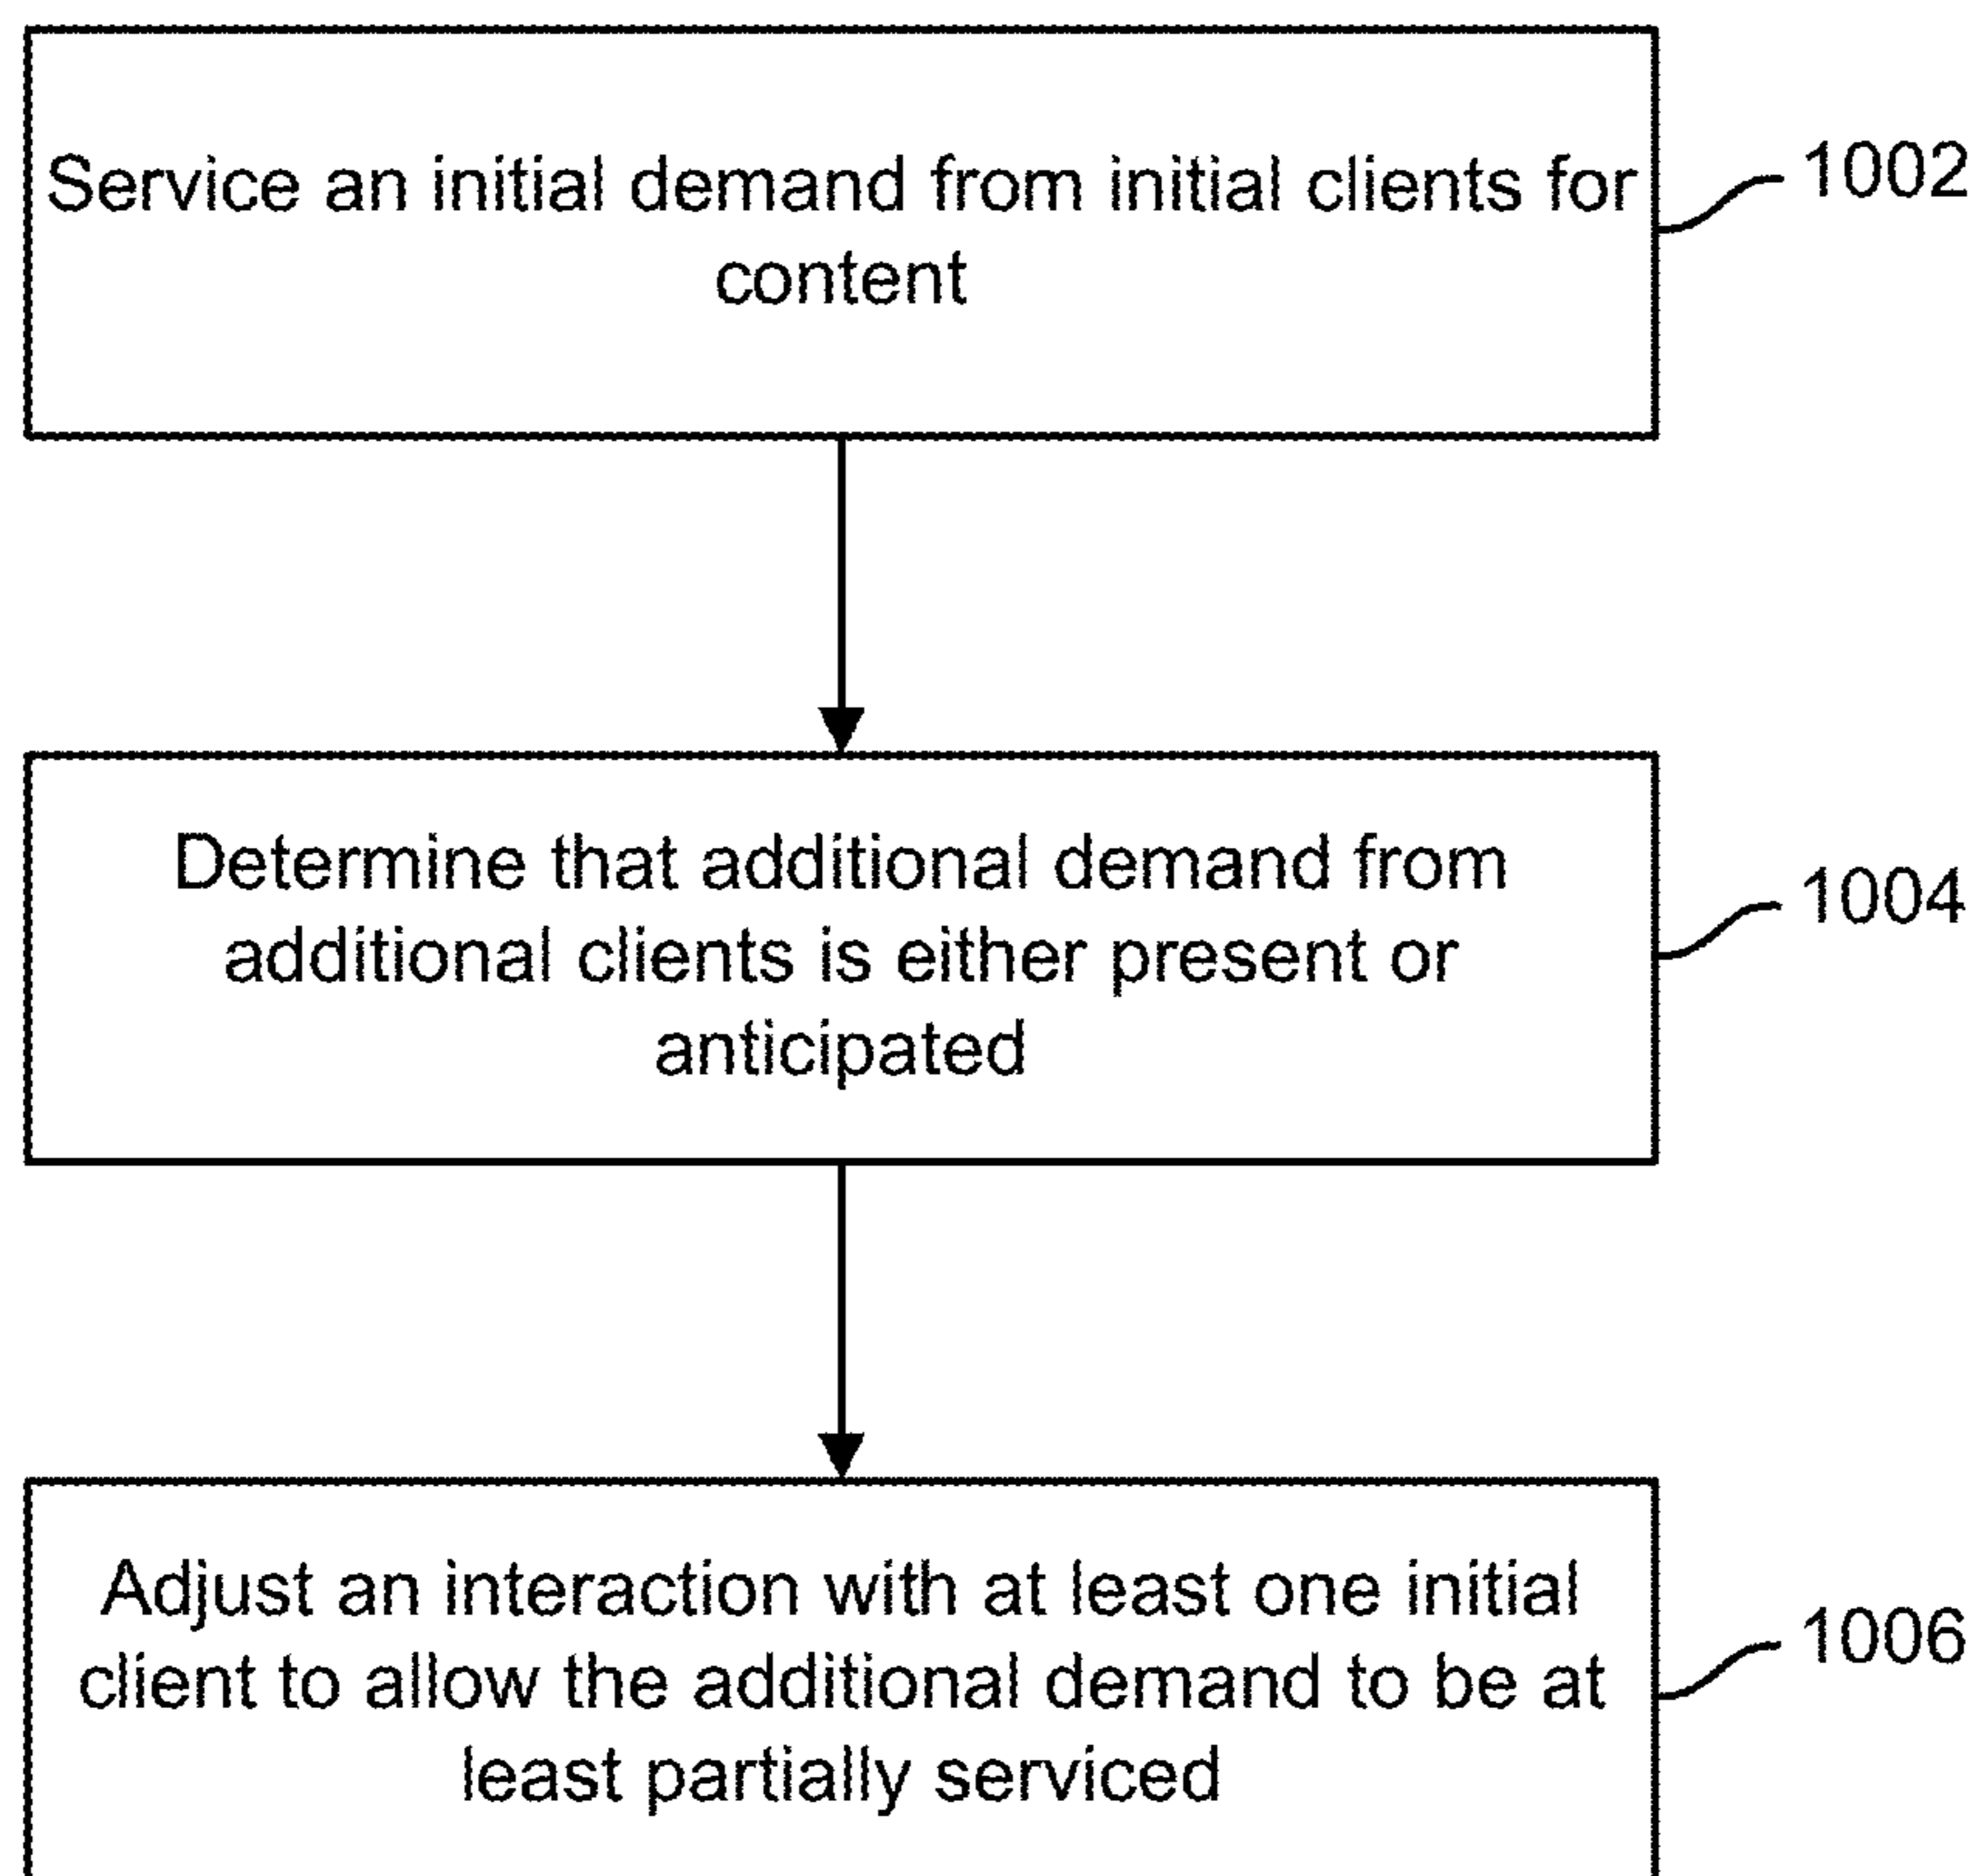 Service an initial demand from initial clients for
content
1002
Determine that additional demand from
additional clients is either present or
anticipated
1004
Adjust an interaction with at least one initial
client to allow the additional demand to be at
least partially serviced
1006